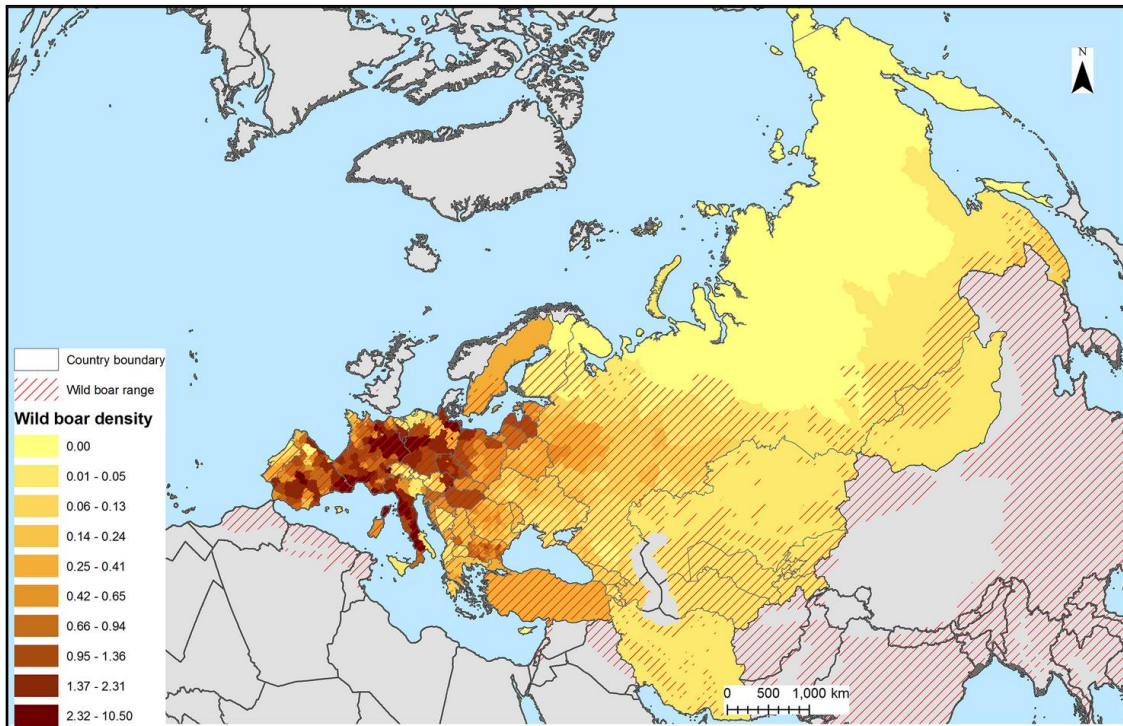 N
Country boundary
Wild boar range
Wild boar density
0.00
0.01 - 0.05
0.06 - 0.13
0.14 - 0.24
0.25 - 0.41
0.42 - 0.65
0.66 - 0.94
0.95 - 1.36
1.37 - 2.31
2.32 - 10.50
0 500 1,000 km